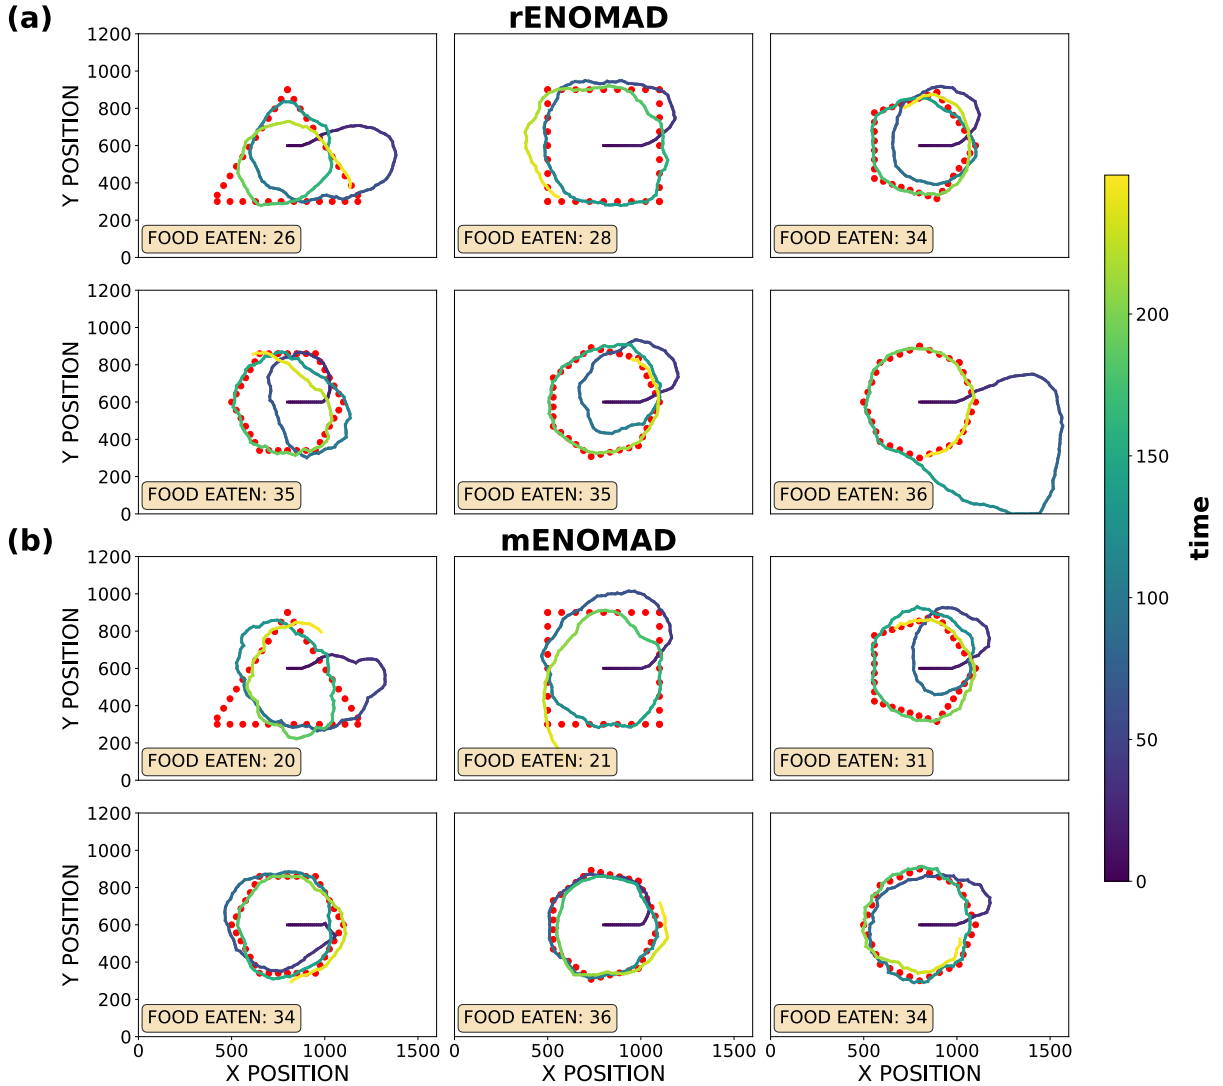 (a)
rENOMAD
1200
1000
800
600
400
200
0
Y POSITION
FOOD EATEN: 26
FOOD EATEN: 28
FOOD EATEN: 34
1200
1000
800
600
400
200
0
Y POSITION
FOOD EATEN: 35
FOOD EATEN: 35
FOOD EATEN: 36
(b)
mENOMAD
1200
1000
800
600
400
200
0
Y POSITION
FOOD EATEN: 20
FOOD EATEN: 21
FOOD EATEN: 31
1200
1000
800
600
400
200
0
Y POSITION
FOOD EATEN: 34
FOOD EATEN: 36
FOOD EATEN: 34
0 500 1000 1500
0 500 1000 1500
0 500 1000 1500
X POSITION
X POSITION
X POSITION
200
150
100
50
0
time